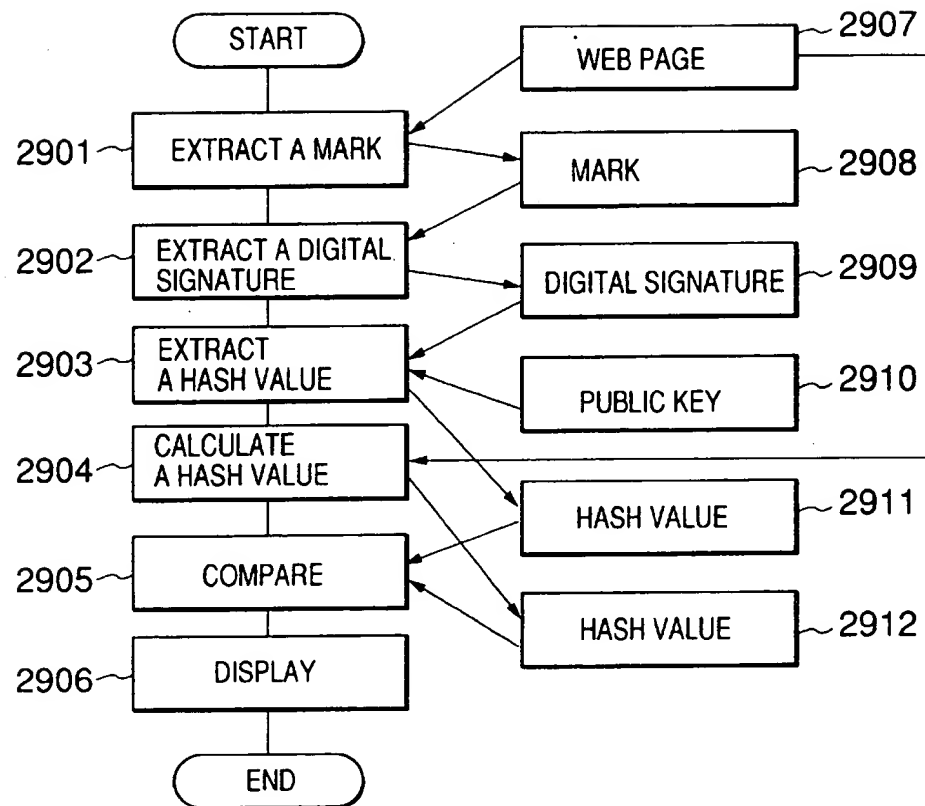 START
2907
WEB PAGE
2901
EXTRACT A MARK
MARK
2908
2902
EXTRACT A DIGITAL
SIGNATURE
DIGITAL SIGNATURE
2909
2903
EXTRACT
A HASH VALUE
PUBLIC KEY
2910
2904
CALCULATE
A HASH VALUE
HASH VALUE
2911
2905
COMPARE
HASH VALUE
2912
2906
DISPLAY
END